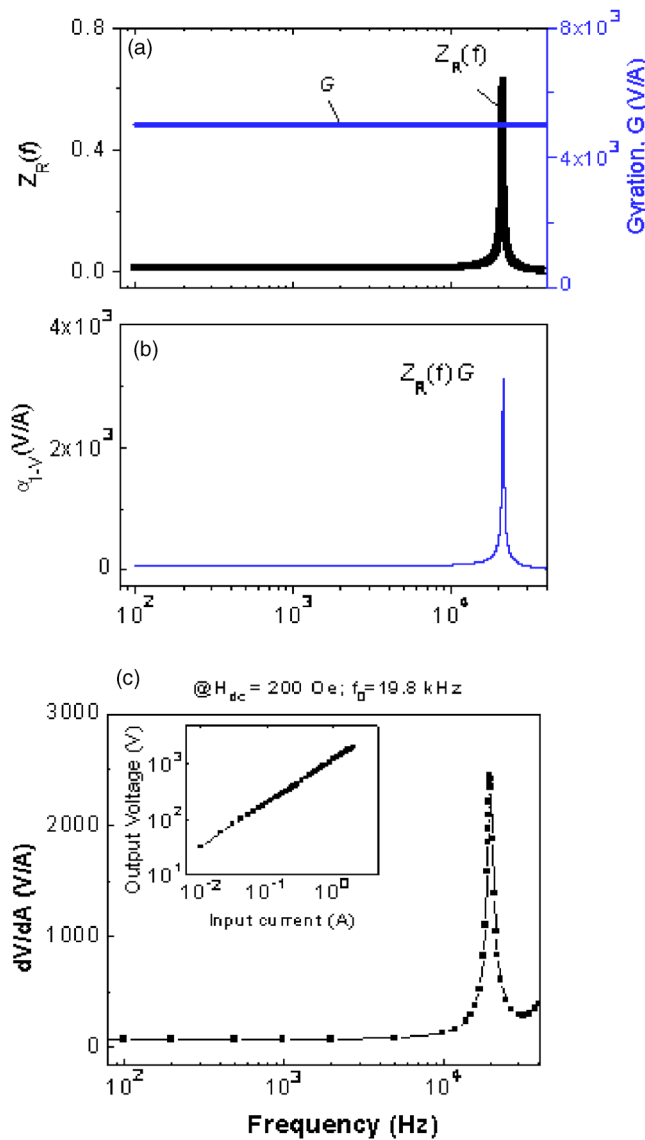 (a)
0.8
0.4
0.0
Z_R(f)
G
Z_R(f)
8x10^3
4x10^3
0
Gyration, G (V/A)
(b)
4x10^3
2x10^3
0
α_I-V (V/A)
Z_R(f) G
10^2 10^3 10^4
(c)
@H_dc = 200 Oe; f_0=19.8 kHz
3000
2000
1000
0
dV/dA (V/A)
Output Voltage (V)
10^3
10^2
10^1
10^-2 10^-1 10^0
Input current (A)
10^2 10^3 10^4
Frequency (Hz)